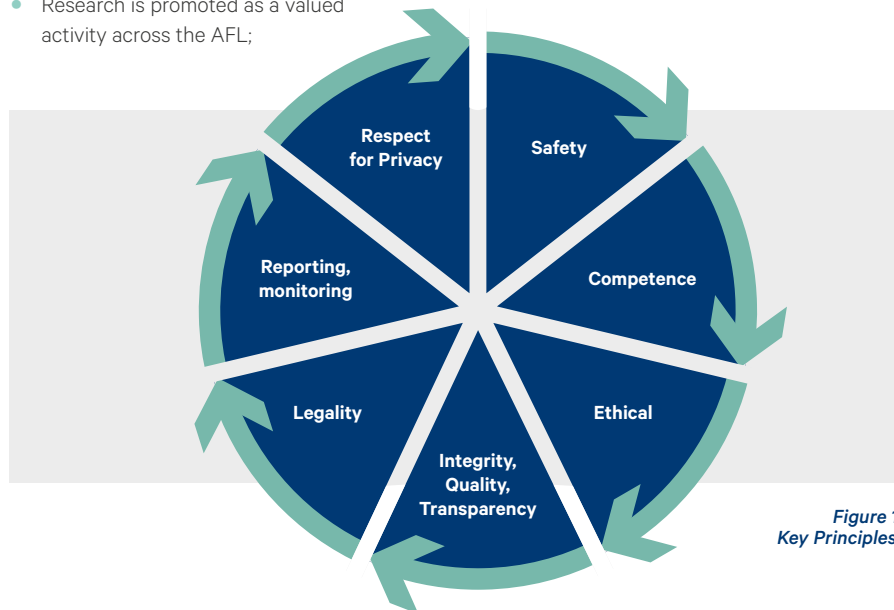 Research is promoted as a valued
activity across the AFL;
Respect
for Privacy
Safety
Reporting,
monitoring
Competence
Legality
Ethical
Integrity,
Quality,
Transparency
Figure
Key Principles